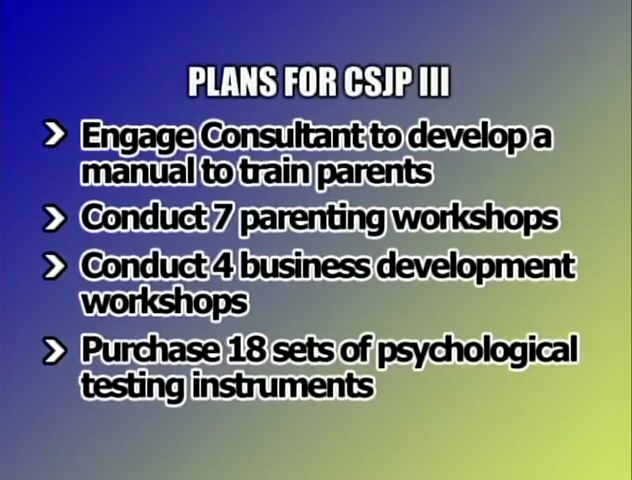 PLANS FOR CSJP III
Engage Consultant to develop a
manual to train parents
Conduct 7 parenting workshops
Conduct 4 business development
workshops
Purchase 18 sets of psychological
testing instruments